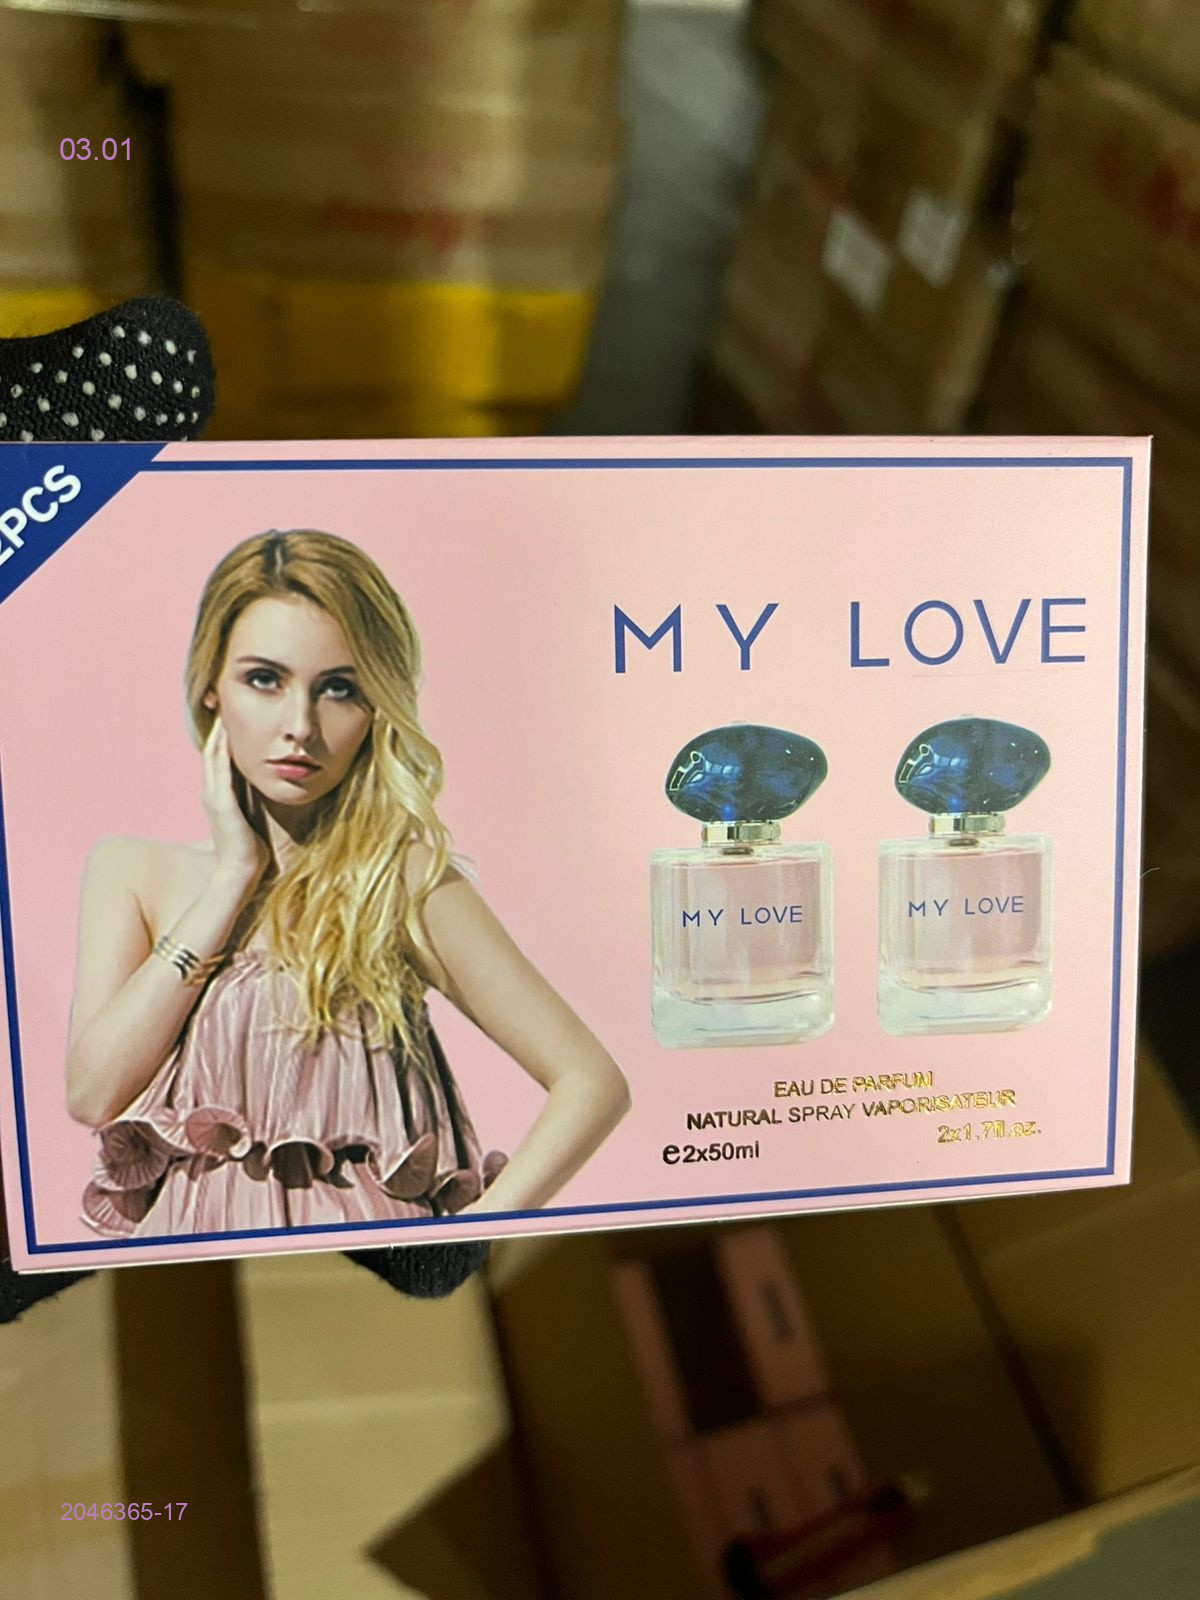 03.01
2PCS
MY LOVE
MY LOVE
MY LOVE
EAU DE PARFUM
NATURAL SPRAY VAPORISATEUR
℮2x50ml
2x1.7fl.oz.
2046365-17